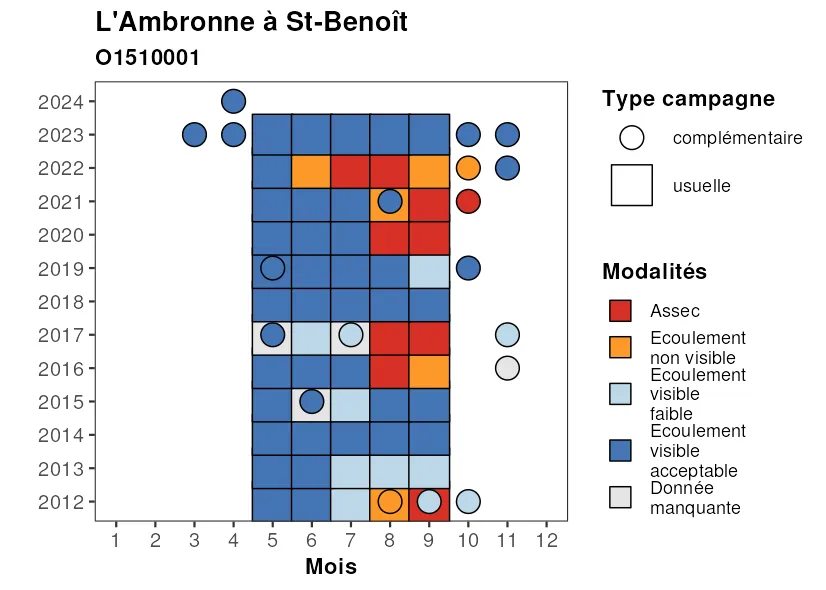 L'Ambronne à St-Benoît
O1510001
2024
2023
2022
2021
2020
2019
2018
2017
2016
2015
2014
2013
2012
1 2 3 4 5 6 7 8 9 10 11 12
Mois
Type campagne
complémentaire
usuelle
Modalités
Assec
Ecoulement
non visible
Ecoulement
visible
faible
Ecoulement
visible
acceptable
Donnée
manquante